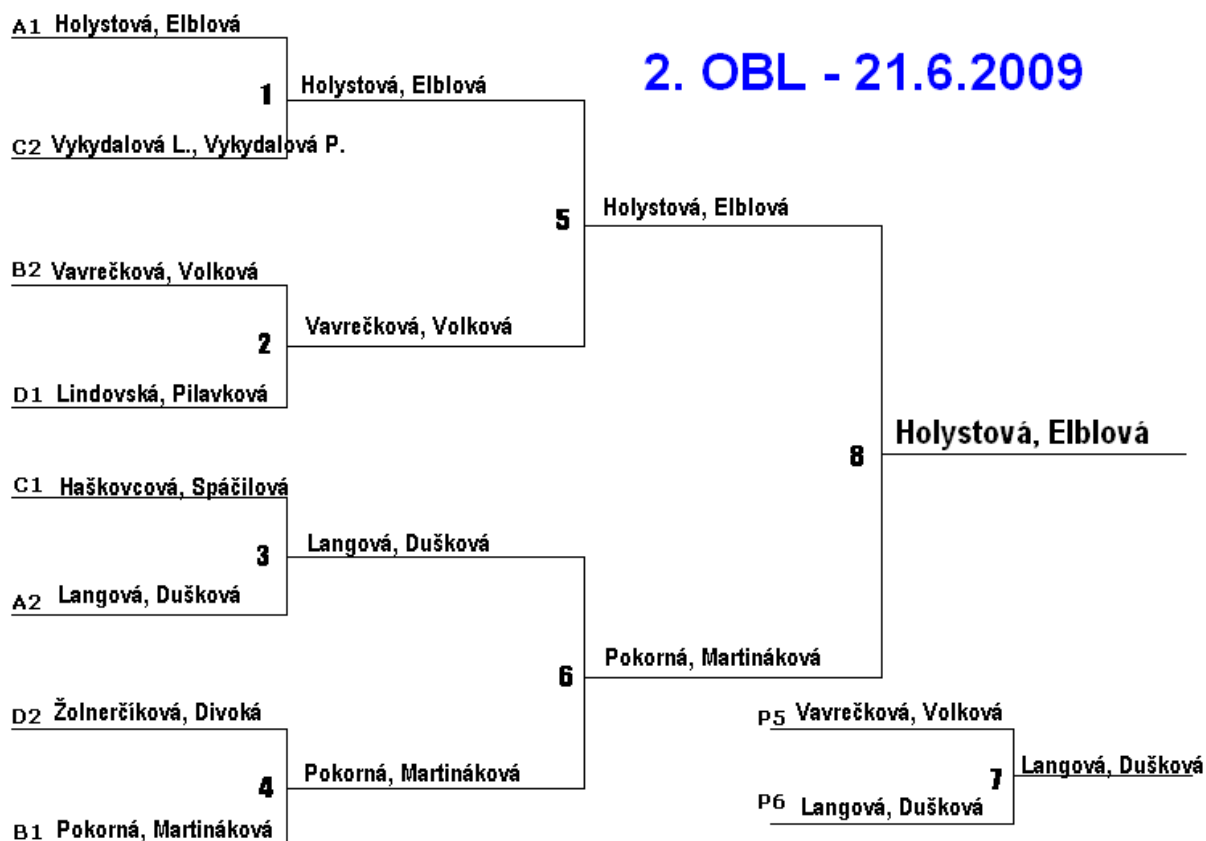 2. OBL - 21.6.2009
A1 Holystová, Elblová
1 Holystová, Elblová
C2 Vykydalová L., Vykydalová P.
5 Holystová, Elblová
B2 Vavrečková, Volková
2 Vavrečková, Volková
D1 Lindovská, Pilavková
8 Holystová, Elblová
C1 Haškovcová, Spáčilová
3 Langová, Dušková
A2 Langová, Dušková
6 Pokorná, Martináková
D2 Žolnerčíková, Divoká
4 Pokorná, Martináková
B1 Pokorná, Martináková
P5 Vavrečková, Volková
7 Langová, Dušková
P6 Langová, Dušková